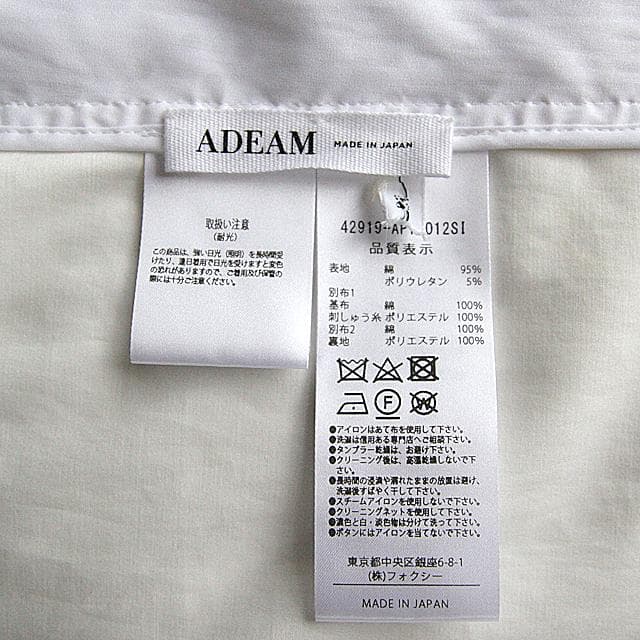 ADEAM MADE IN JAPAN
取扱い注意
(耐光)
この商品は、強い日光(照明)を長時間受
けたり、連日着用で日光を受けますと変色
の恐れがありますので、ご着用及び保管の
際には十分ご注意ください。
42919-AP 012SI
品質表示
表地 綿 95%
ポリウレタン 5%
別布1
基布 綿 100%
刺しゅう糸 ポリエステル 100%
別布2 綿 100%
裏地 ポリエステル 100%
F W
●アイロンはあて布を使用して下さい。
●洗濯は信用ある専門店へご相談下さい。
●タンブラー乾燥は、お避け下さい。
●クリーニング後は、高温乾燥しないで下
さい。
●長時間の浸漬や濡れたままの放置は避け、
洗濯後すばやく干して下さい。
●スチームアイロンを使用しないで下さい。
●クリーニングネットを使用して下さい。
●濃色と白・淡色物は分けて洗って下さい。
●ボタンにはアイロンを当てないで下さい。
東京都中央区銀座6-8-1
(株)フォクシー
MADE IN JAPAN